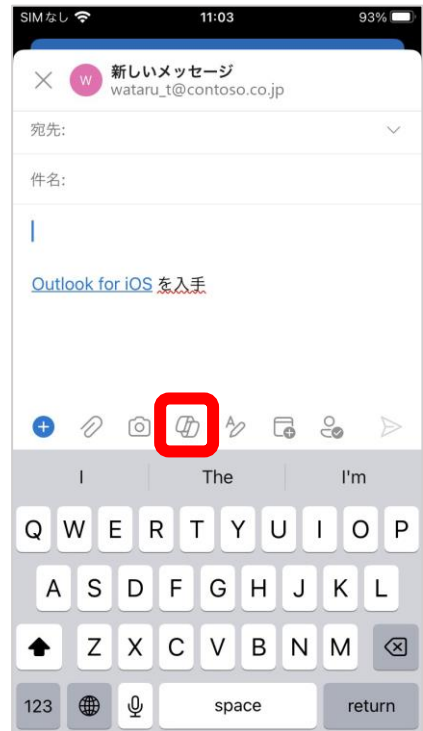 SIMなし 11:03 93%
W 新しいメッセージ
wataru_t@contoso.co.jp
宛先:
件名:
Outlook for iOS を入手
I The I'm
Q W E R T Y U I O P
A S D F G H J K L
Z X C V B N M
123 space return